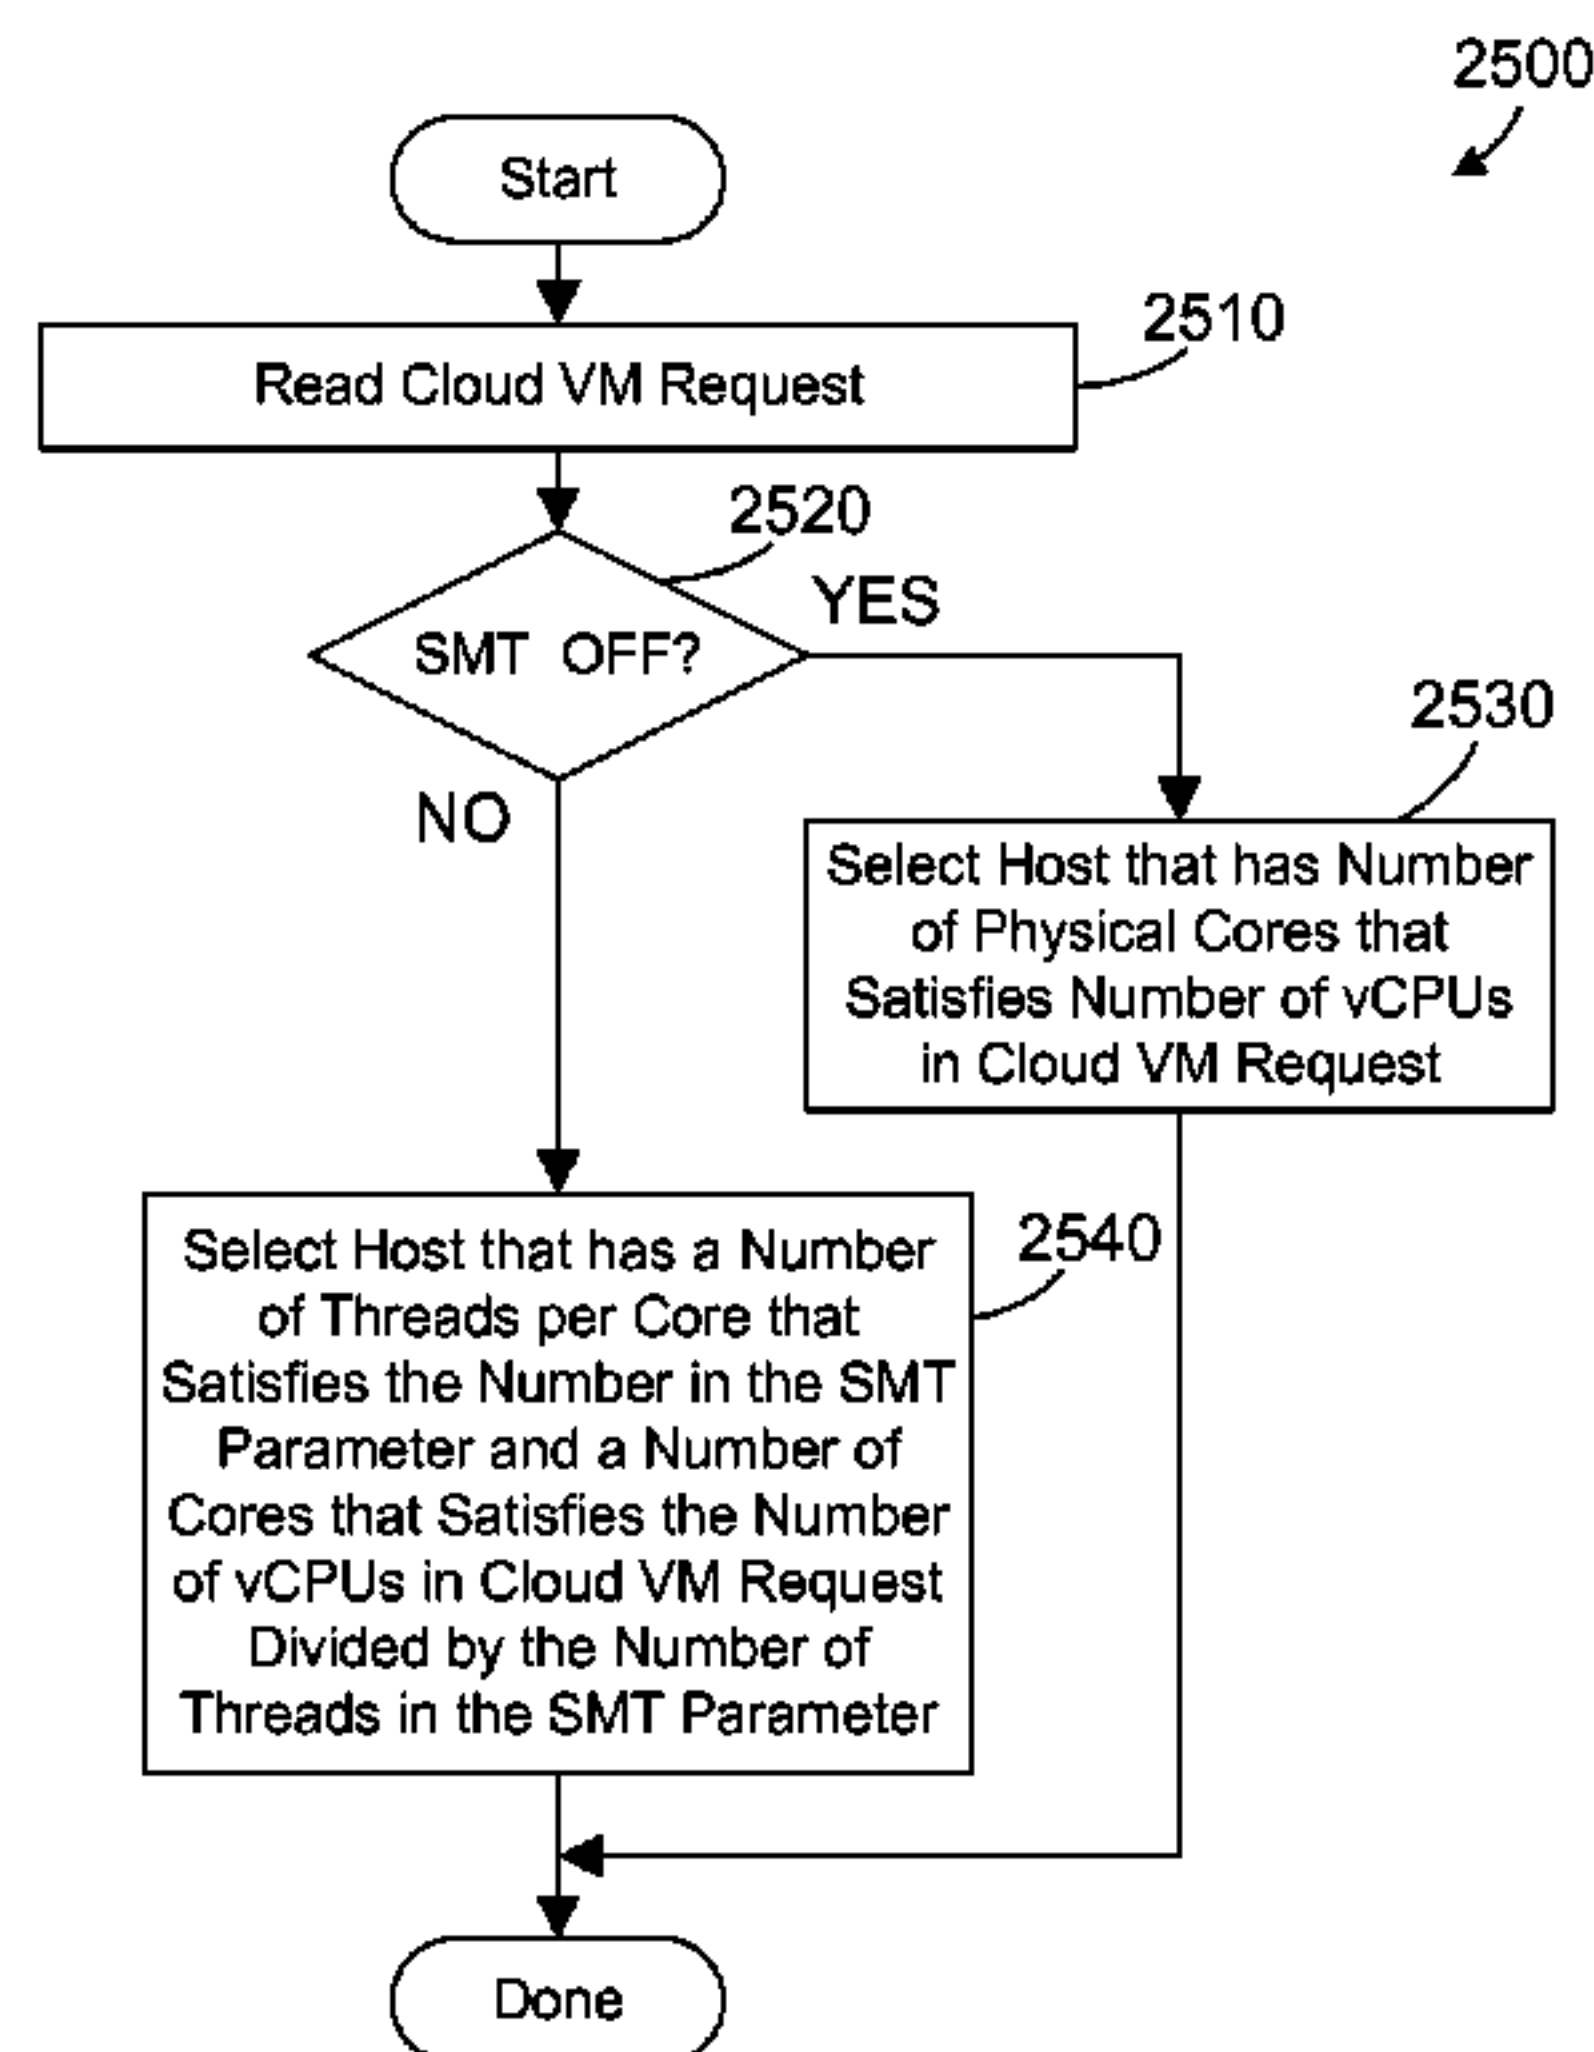 2500
Start
2510
Read Cloud VM Request
2520
YES
SMT OFF?
2530
NO
Select Host that has Number
of Physical Cores that
Satisfies Number of vCPUs
in Cloud VM Request
2540
Select Host that has a Number
of Threads per Core that
Satisfies the Number in the SMT
Parameter and a Number of
Cores that Satisfies the Number
of vCPUs in Cloud VM Request
Divided by the Number of
Threads in the SMT Parameter
Done